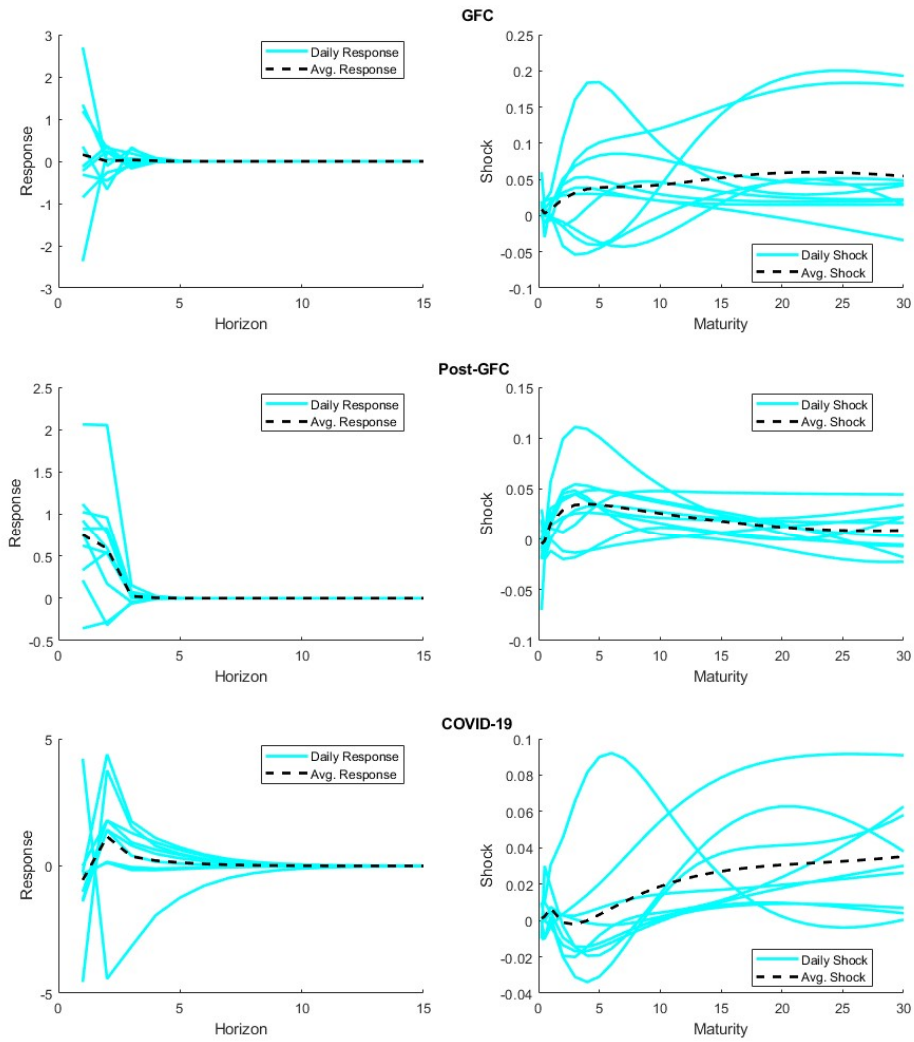 GFC
3
2
1
0
-1
-2
-3
Response
0
5
10
15
Horizon
Daily Response
Avg. Response
0.25
0.2
0.15
0.1
0.05
0
-0.05
-0.1
Shock
0
5
10
15
20
25
30
Maturity
Daily Shock
Avg. Shock
Post-GFC
2.5
2
1.5
1
0.5
0
-0.5
Response
0
5
10
15
Horizon
Daily Response
Avg. Response
0.15
0.1
0.05
0
-0.05
-0.1
Shock
0
5
10
15
20
25
30
Maturity
Daily Shock
Avg. Shock
COVID-19
5
0
-5
Response
0
5
10
15
Horizon
Daily Response
Avg. Response
0.1
0.08
0.06
0.04
0.02
0
-0.02
-0.04
Shock
0
5
10
15
20
25
30
Maturity
Daily Shock
Avg. Shock